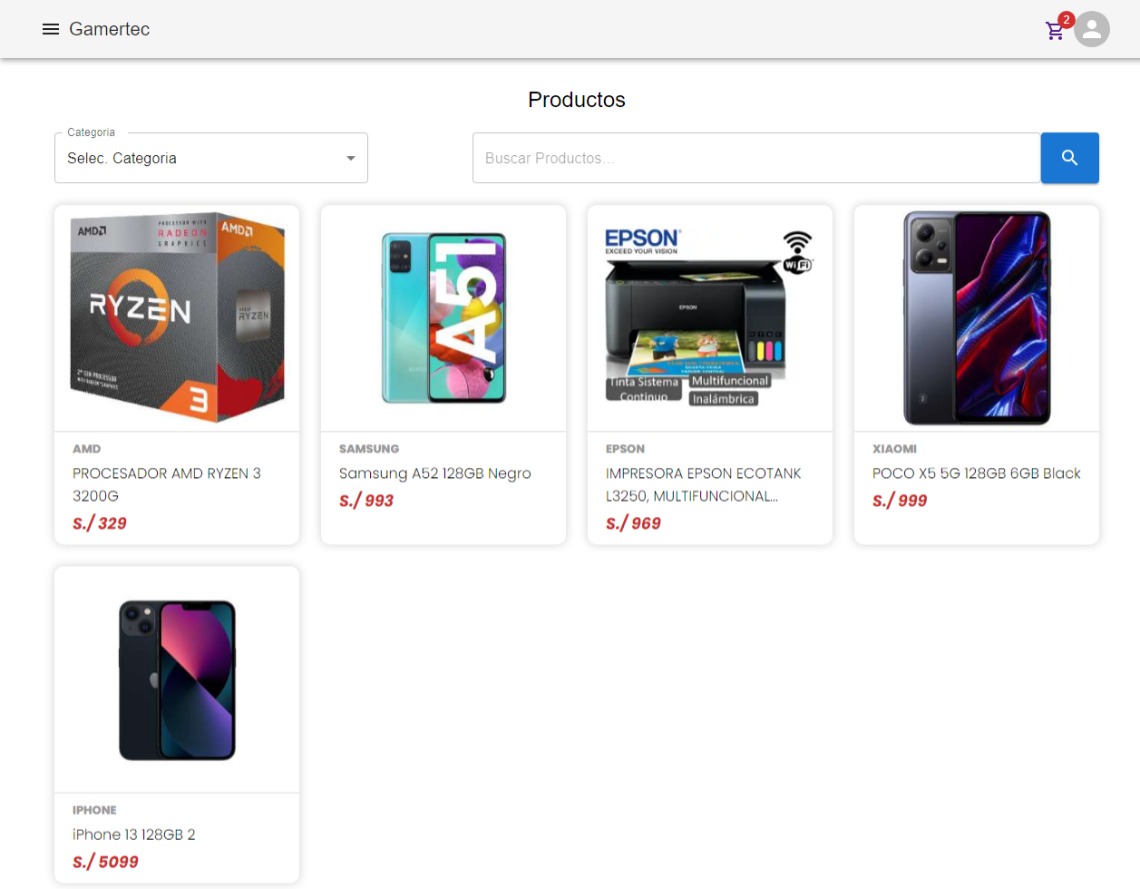 Gamertec
2
Productos
Categoria
Selec. Categoria
Buscar Productos...
AMD
PROCESSOR WITH
RADEON
GRAPHICS
AMD
RYZEN
RYZEN
3
AMD
PROCESADOR AMD RYZEN 3
3200G
S./ 329
A51
SAMSUNG
Samsung A52 128GB Negro
S./ 993
EPSON
EXCEED YOUR VISION
WiFi
EPSON
Tinta Sistema
Continuo
Multifuncional
Inalámbrica
EPSON
IMPRESORA EPSON ECOTANK
L3250, MULTIFUNCIONAL...
S./ 969
XIAOMI
POCO X5 5G 128GB 6GB Black
S./ 999
IPHONE
iPhone 13 128GB 2
S./ 5099